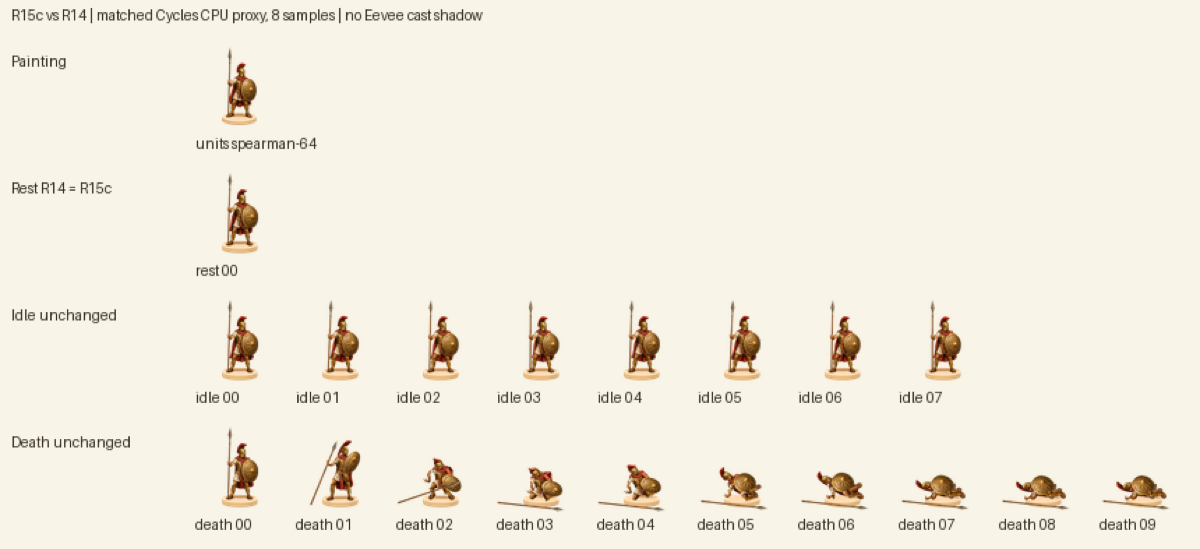 R15c vs R14 | matched Cycles CPU proxy, 8 samples | no Eevee cast shadow
Painting
units spearman-64
Rest R14 = R15c
rest 00
Idle unchanged
idle 00 idle 01 idle 02 idle 03 idle 04 idle 05 idle 06 idle 07
Death unchanged
death 00 death 01 death 02 death 03 death 04 death 05 death 06 death 07 death 08 death 09